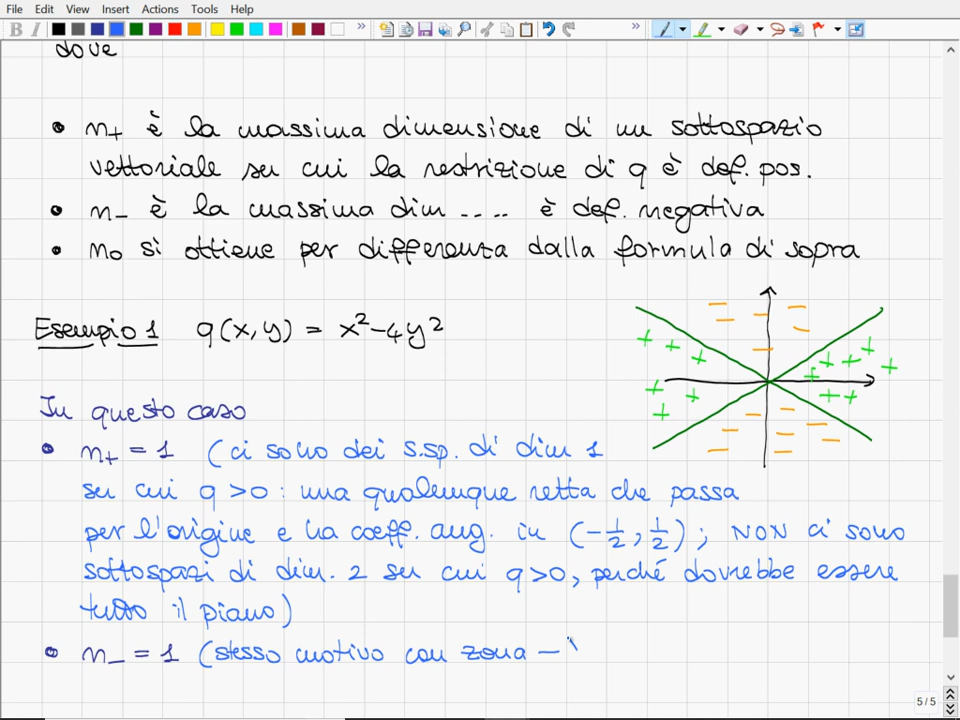 File Edit View Insert Actions Tools Help
B I
dove
• n₊ è la massima dimensione di un sottospazio
vettoriale su cui la restrizione di q è def. pos.
• n₋ è la massima dim .... è def. negativa
• n₀ si ottiene per differenza dalla formula di sopra
Esempio 1 q(x,y) = x²-4y²
In questo caso
• n₊ = 1 (ci sono dei s.sp. di dim 1
su cui q>0 : una qualunque retta che passa
per l'origine e ha coeff. ang. in (-½, ½) ; NON ci sono
sottospazi di dim. 2 su cui q>0, perché dovrebbe essere
tutto il piano)
• n₋ = 1 (stesso motivo con zona -
5/5